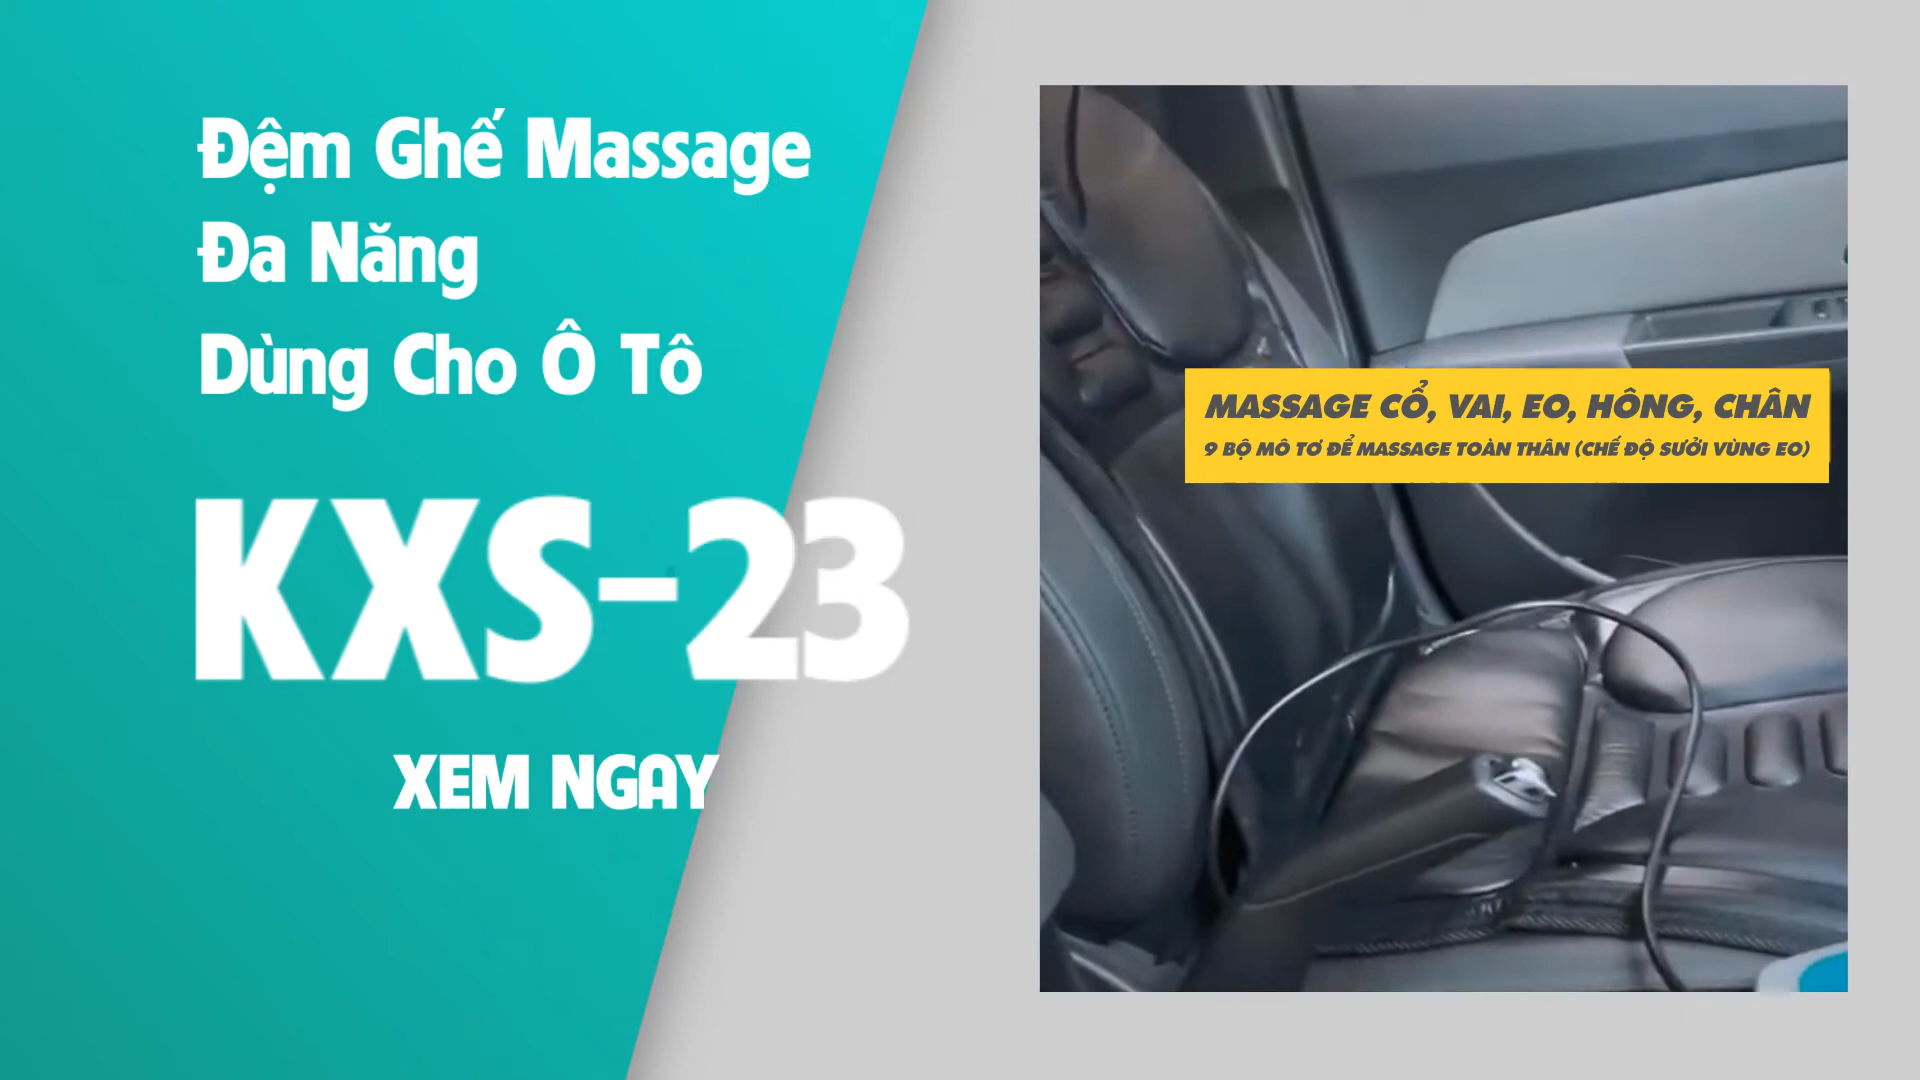 Đệm Ghế Massage
Đa Năng
Dùng Cho Ô Tô
KXS-23
XEM NGAY
MASSAGE CỔ, VAI, EO, HÔNG, CHÂN
9 BỘ MÔ TƠ ĐỂ MASSAGE TOÀN THÂN (CHẾ ĐỘ SƯỞI VÙNG EO)